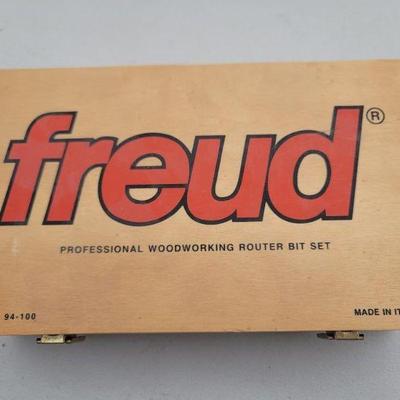 freud®
PROFESSIONAL WOODWORKING ROUTER BIT SET
94-100
MADE IN IT